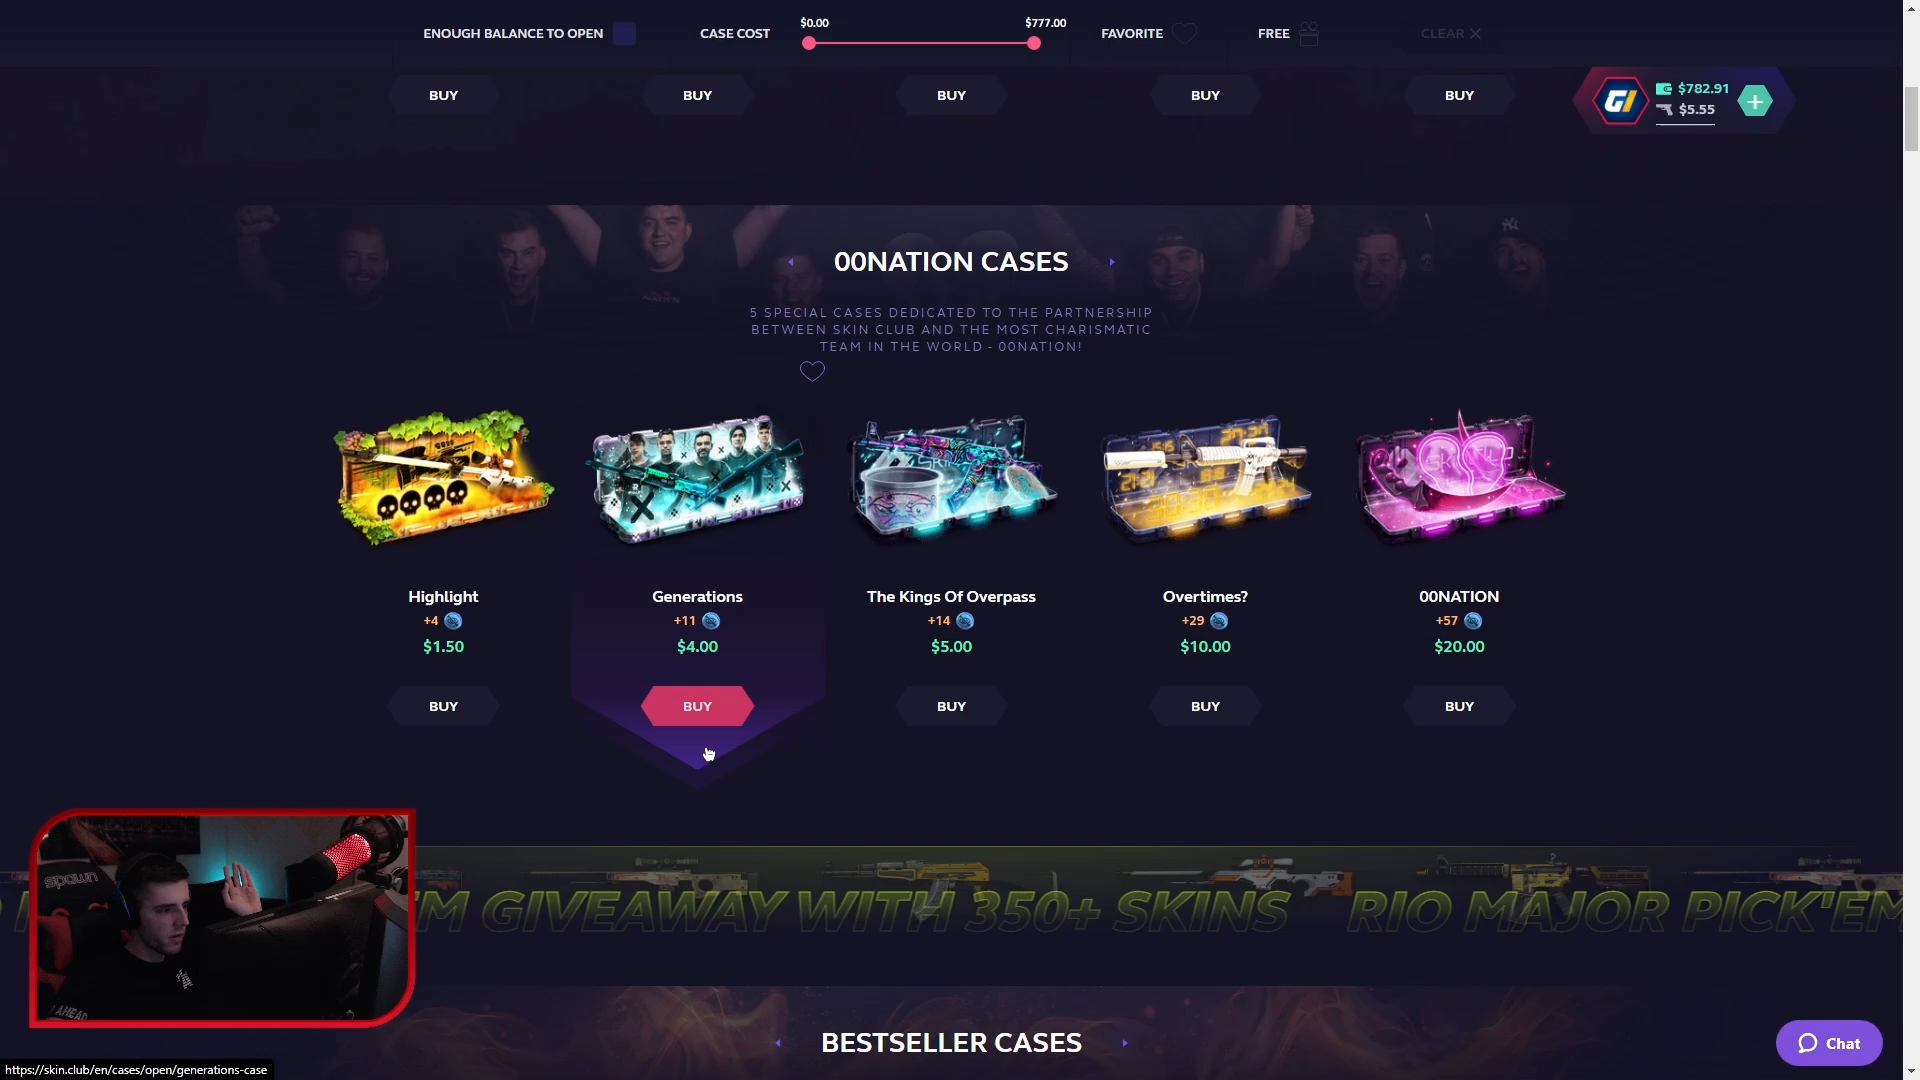 ENOUGH BALANCE TO OPEN
CASE COST
$0.00
$777.00
FAVORITE
FREE
CLEAR
BUY BUY BUY BUY BUY
GI
$782.91
$5.55
00NATION CASES
5 SPECIAL CASES DEDICATED TO THE PARTNERSHIP
BETWEEN SKIN CLUB AND THE MOST CHARISMATIC
TEAM IN THE WORLD - 00NATION!
Highlight
+4
$1.50
BUY
Generations
+11
$4.00
BUY
The Kings Of Overpass
+14
$5.00
BUY
Overtimes?
+29
$10.00
BUY
00NATION
+57
$20.00
BUY
spawn
AHEAD
'EM GIVEAWAY WITH 350+ SKINS RIO MAJOR PICK'EM
BESTSELLER CASES
Chat
https://skin.club/en/cases/open/generations-case